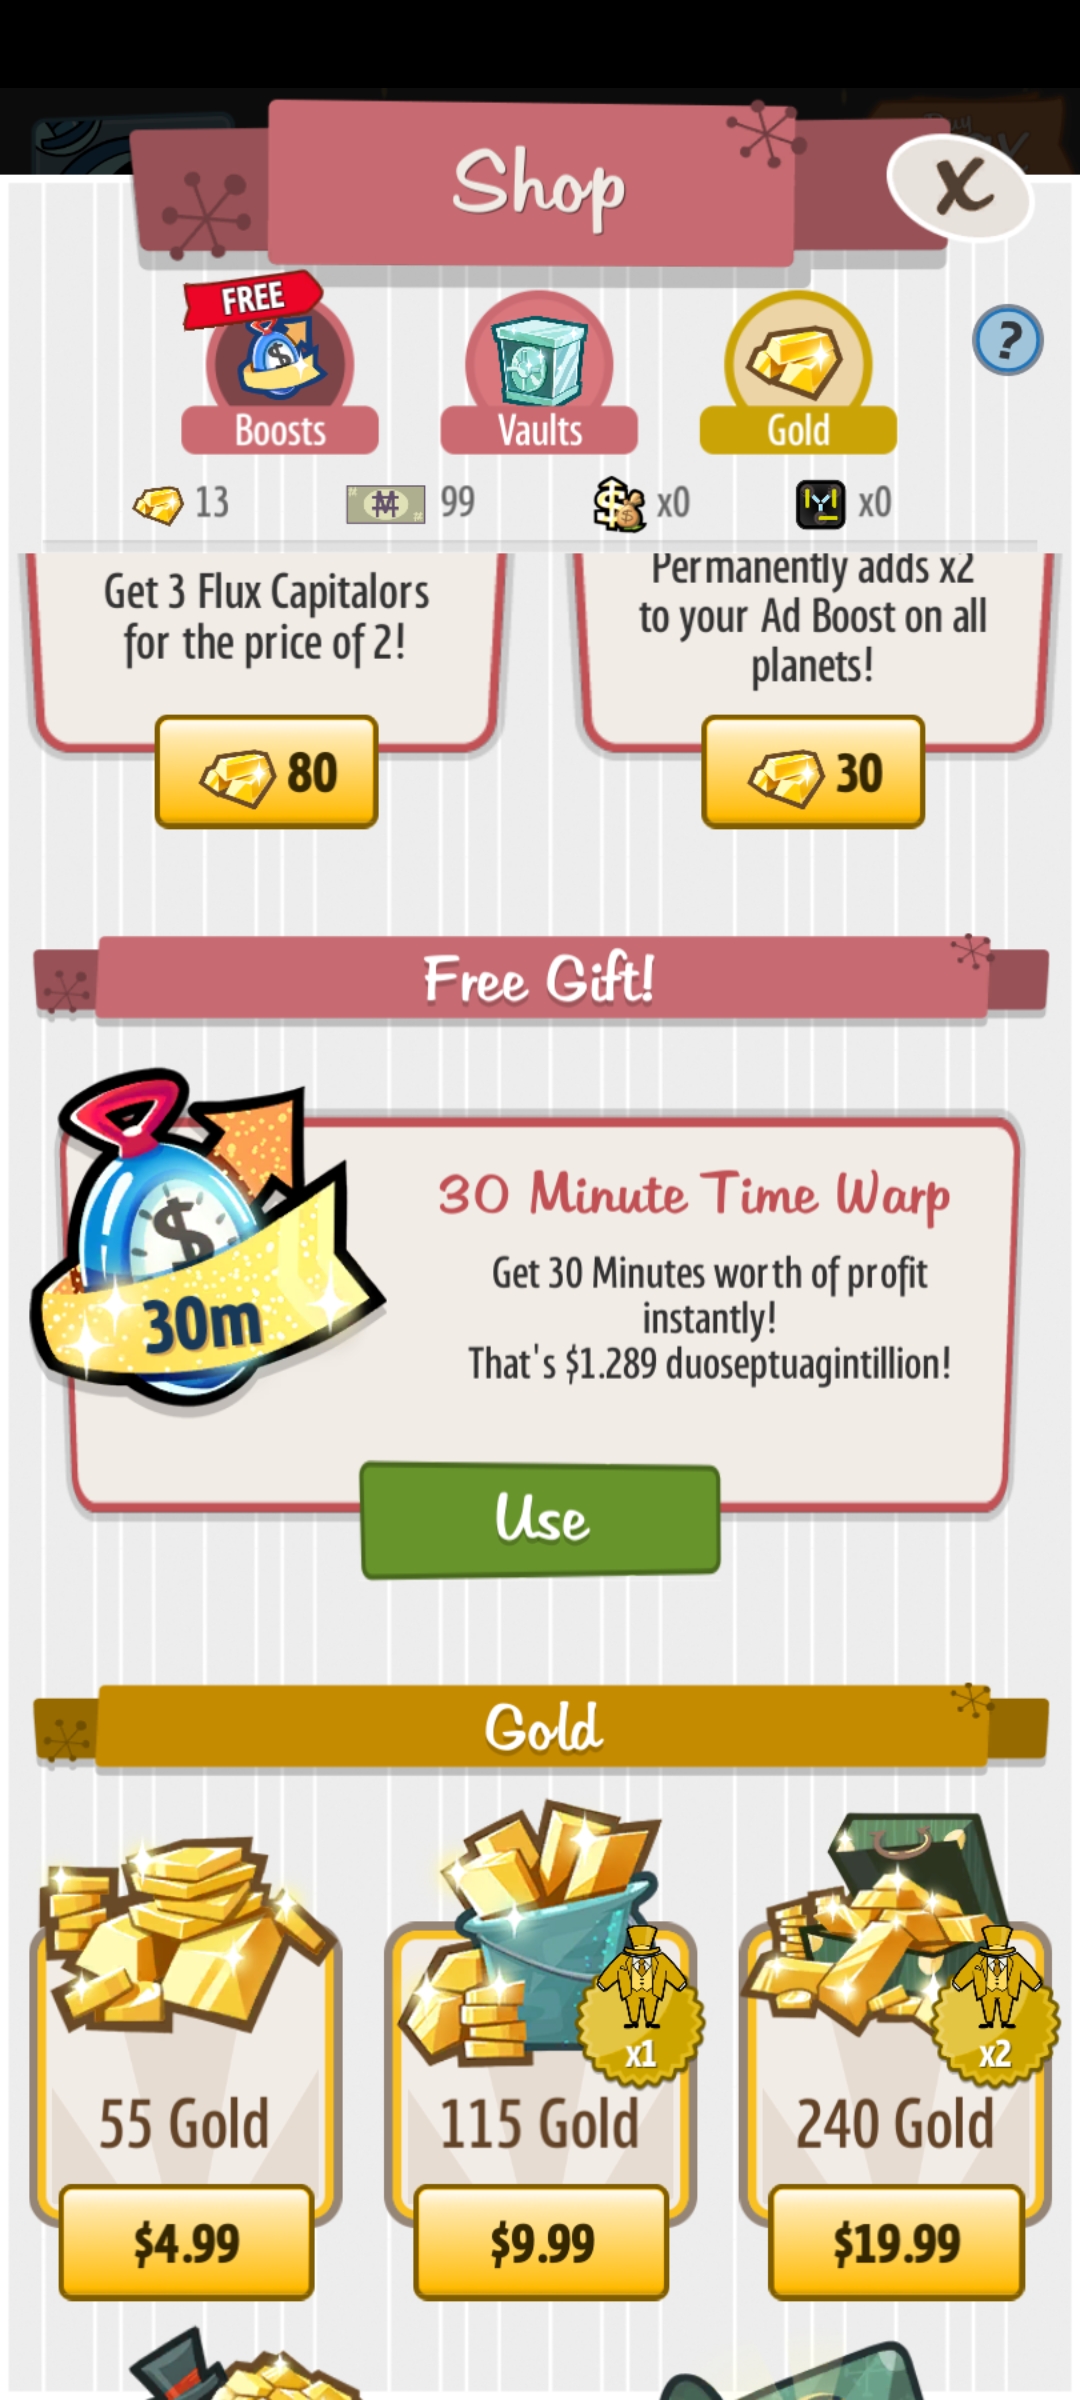 Shop
X
FREE
?
Boosts
Vaults
Gold
13
99
x0
x0
Get 3 Flux Capitalors
for the price of 2!
Permanently adds x2
to your Ad Boost on all
planets!
80
30
Free Gift!
$
30m
30 Minute Time Warp
Get 30 Minutes worth of profit
instantly!
That's $1.289 duoseptuagintillion!
Use
Gold
x1
x2
55 Gold
115 Gold
240 Gold
$4.99
$9.99
$19.99